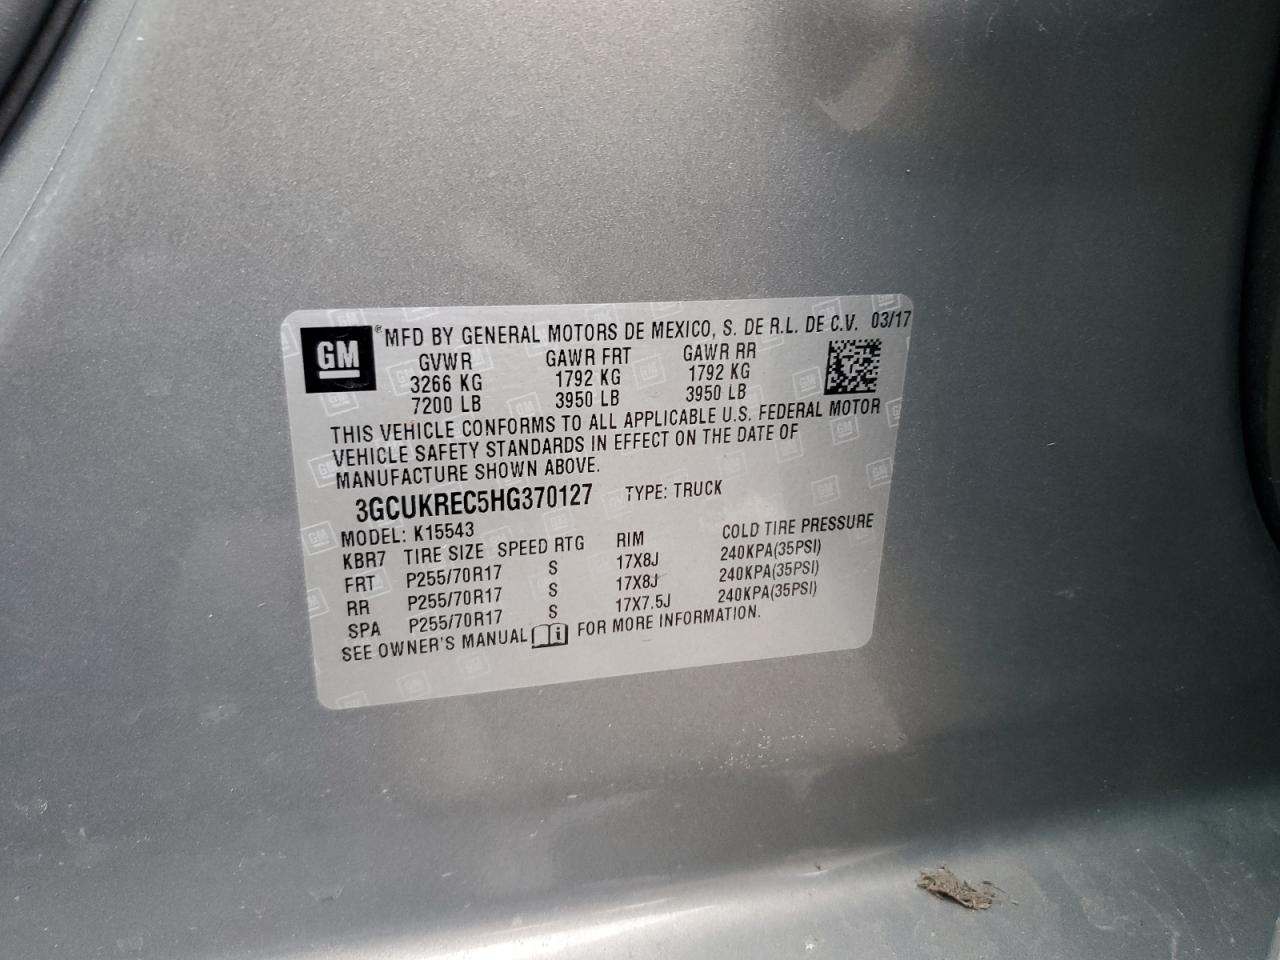 GM ® MFD BY GENERAL MOTORS DE MEXICO, S. DE R.L. DE C.V. 03/17
GVWR GAWR FRT GAWR RR
3266 KG 1792 KG 1792 KG
7200 LB 3950 LB 3950 LB
THIS VEHICLE CONFORMS TO ALL APPLICABLE U.S. FEDERAL MOTOR
VEHICLE SAFETY STANDARDS IN EFFECT ON THE DATE OF
MANUFACTURE SHOWN ABOVE.
3GCUKREC5HG370127 TYPE: TRUCK
MODEL: K15543
KBR7 TIRE SIZE SPEED RTG RIM COLD TIRE PRESSURE
FRT P255/70R17 S 17X8J 240KPA(35PSI)
RR P255/70R17 S 17X8J 240KPA(35PSI)
SPA P255/70R17 S 17X7.5J 240KPA(35PSI)
SEE OWNER'S MANUAL i FOR MORE INFORMATION.